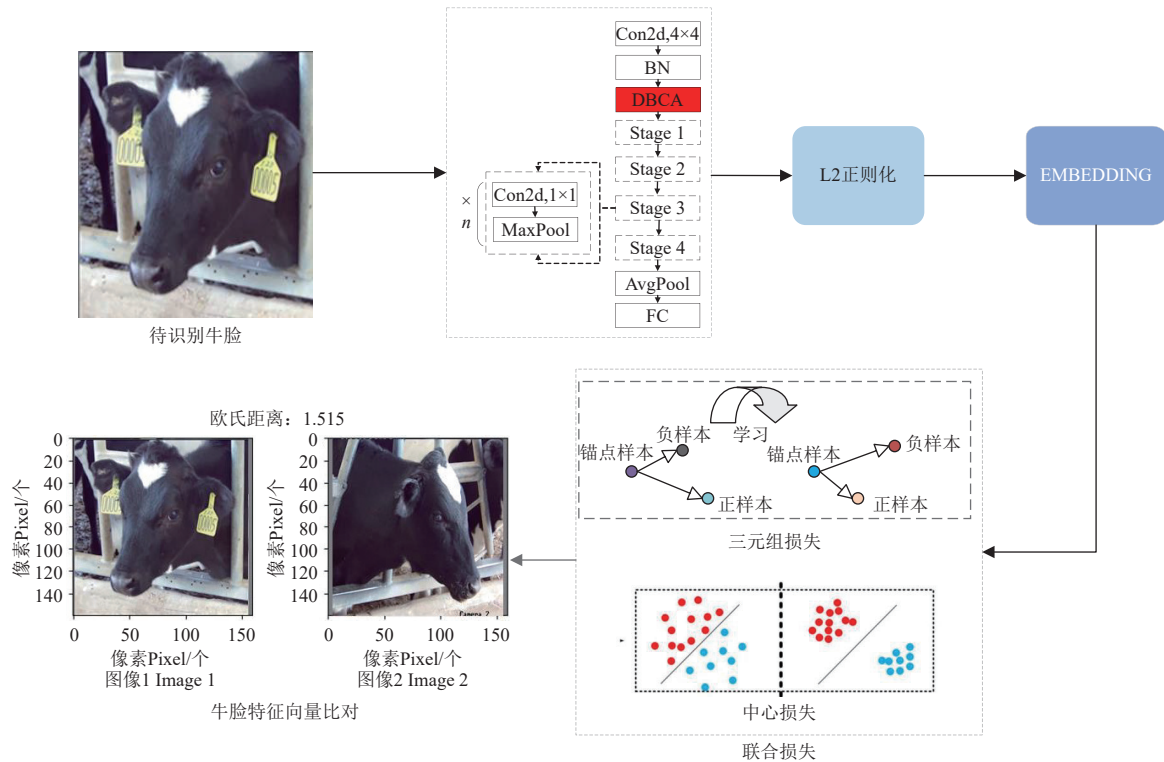 待识别牛脸
Con2d,4×4
BN
DBCA
Stage 1
Stage 2
Stage 3
Stage 4
AvgPool
FC
×
n
Con2d,1×1
MaxPool
L2正则化
EMBEDDING
学习
锚点样本
负样本
正样本
锚点样本
负样本
正样本
三元组损失
中心损失
联合损失
欧氏距离：1.515
像素Pixel/个
0
20
40
60
80
100
120
140
0 50 100 150
像素Pixel/个
图像1 Image 1
像素Pixel/个
0
20
40
60
80
100
120
140
0 50 100 150
像素Pixel/个
图像2 Image 2
Camera 2
牛脸特征向量比对